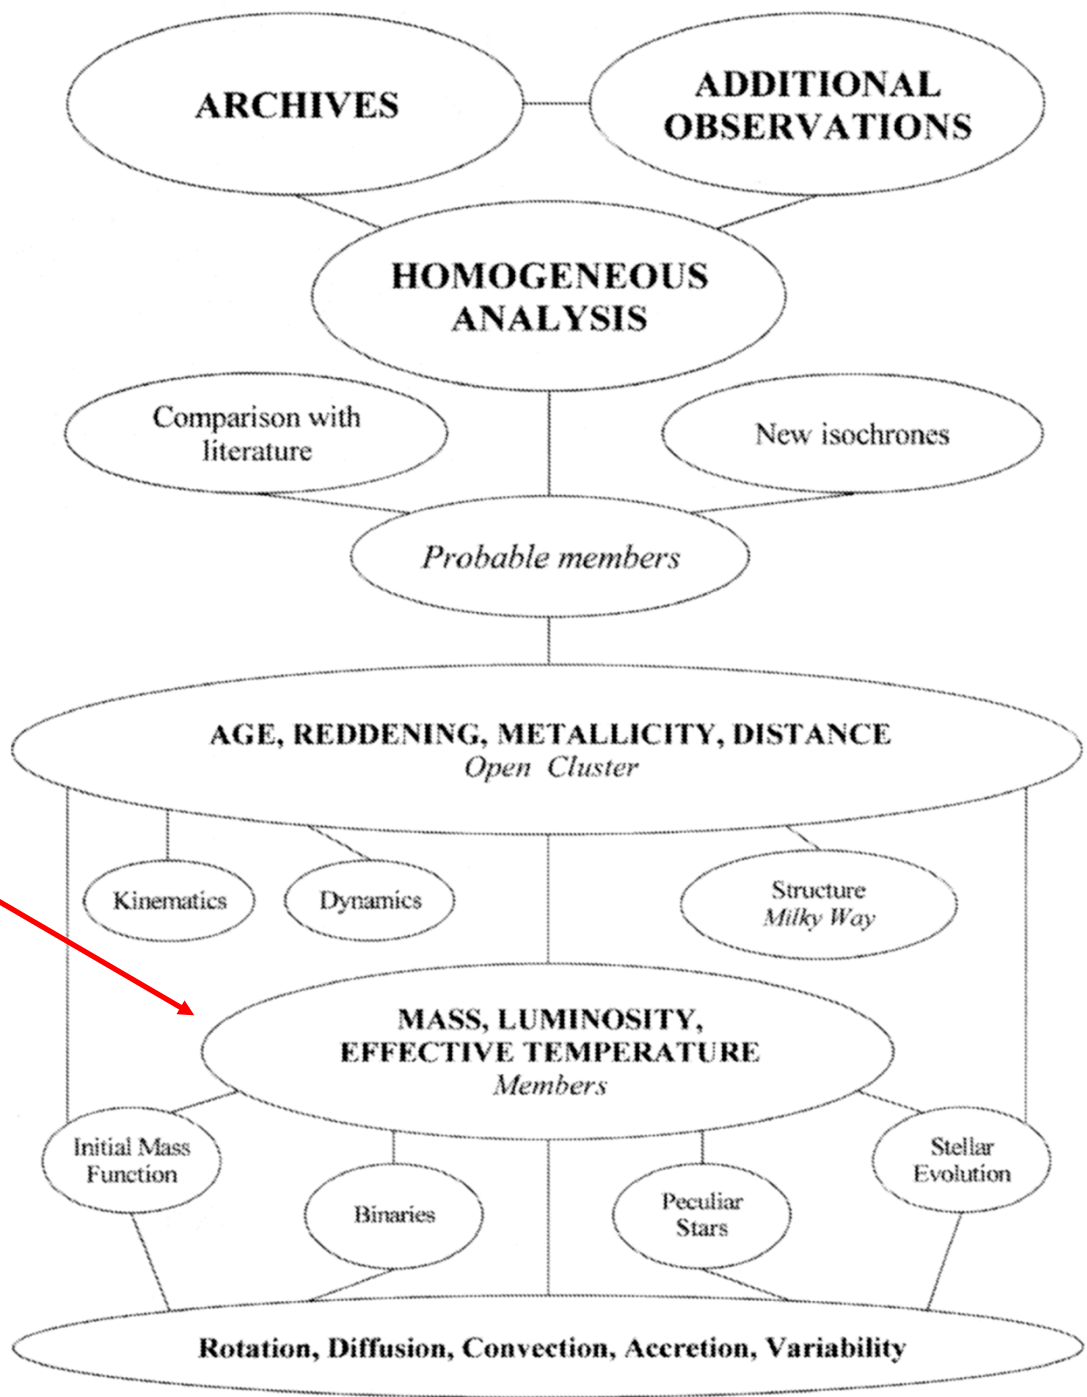 ARCHIVES
ADDITIONAL
OBSERVATIONS
HOMOGENEOUS
ANALYSIS
Comparison with
literature
New isochrones
Probable members
AGE, REDDENING, METALLICITY, DISTANCE
Open Cluster
Kinematics
Dynamics
Structure
Milky Way
MASS, LUMINOSITY,
EFFECTIVE TEMPERATURE
Members
Initial Mass
Function
Binaries
Peculiar
Stars
Stellar
Evolution
Rotation, Diffusion, Convection, Accretion, Variability